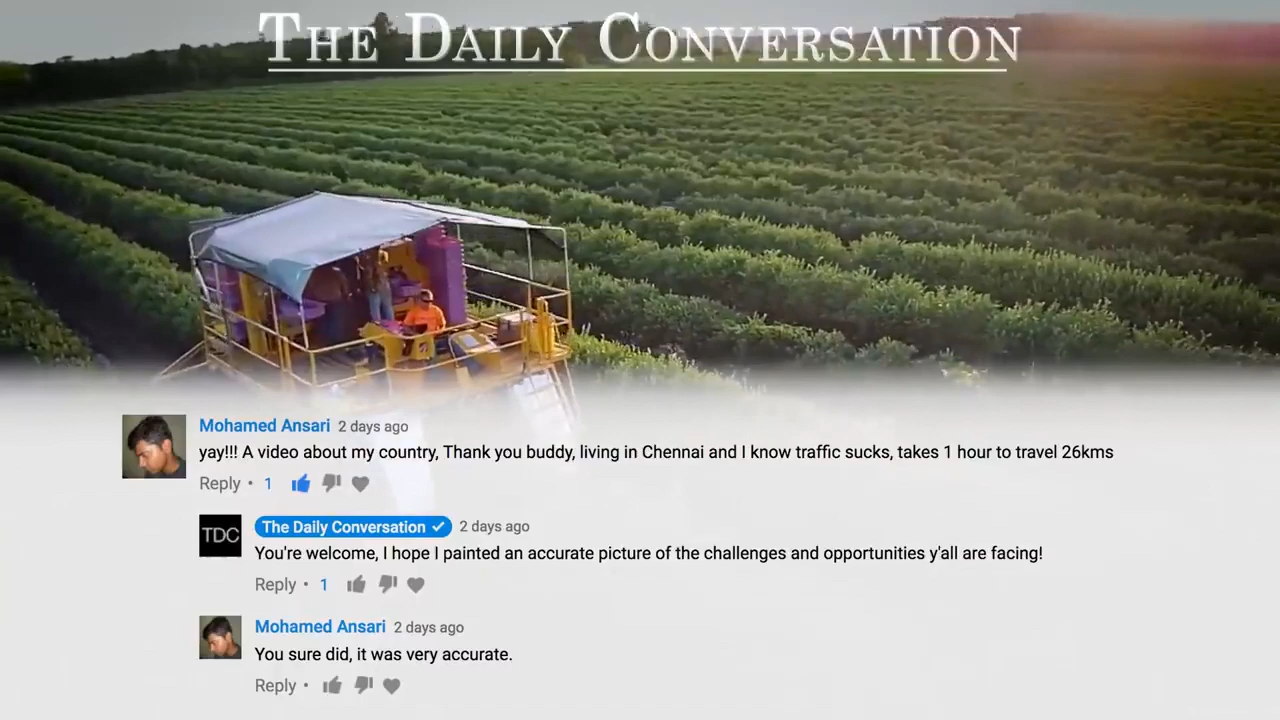 THE DAILY CONVERSATION
Mohamed Ansari 2 days ago
yay!!! A video about my country, Thank you buddy, living in Chennai and I know traffic sucks, takes 1 hour to travel 26kms
Reply • 1
TDC
The Daily Conversation 2 days ago
You're welcome, I hope I painted an accurate picture of the challenges and opportunities y'all are facing!
Reply • 1
Mohamed Ansari 2 days ago
You sure did, it was very accurate.
Reply •